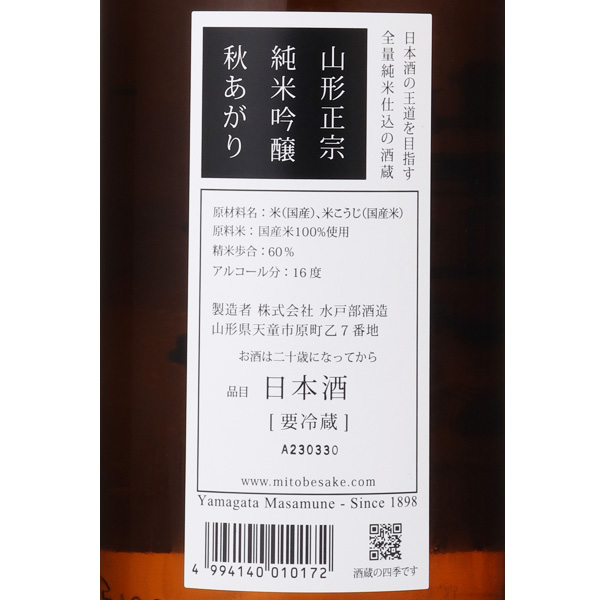 日本酒の王道を目指す
全量純米仕込の酒蔵
山形正宗
純米吟醸
秋あがり
原材料名：米(国産)、米こうじ(国産米)
原料米：国産米100％使用
精米歩合：60％
アルコール分：16度
製造者 株式会社 水戸部酒造
山形県天童市原町乙7番地
お酒は二十歳になってから
品目 日本酒
[要冷蔵]
A230330
www.mitobesake.com
Yamagata Masamune - Since 1898
4 994140 010172
酒蔵の四季です